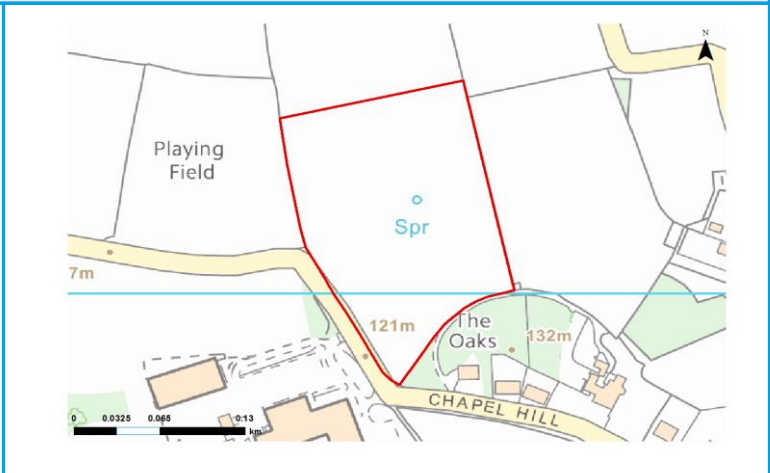 N
Playing
Field
Spr
7m
121m
The
Oaks
132m
CHAPEL HILL
0 0.0325 0.065 0.13
km